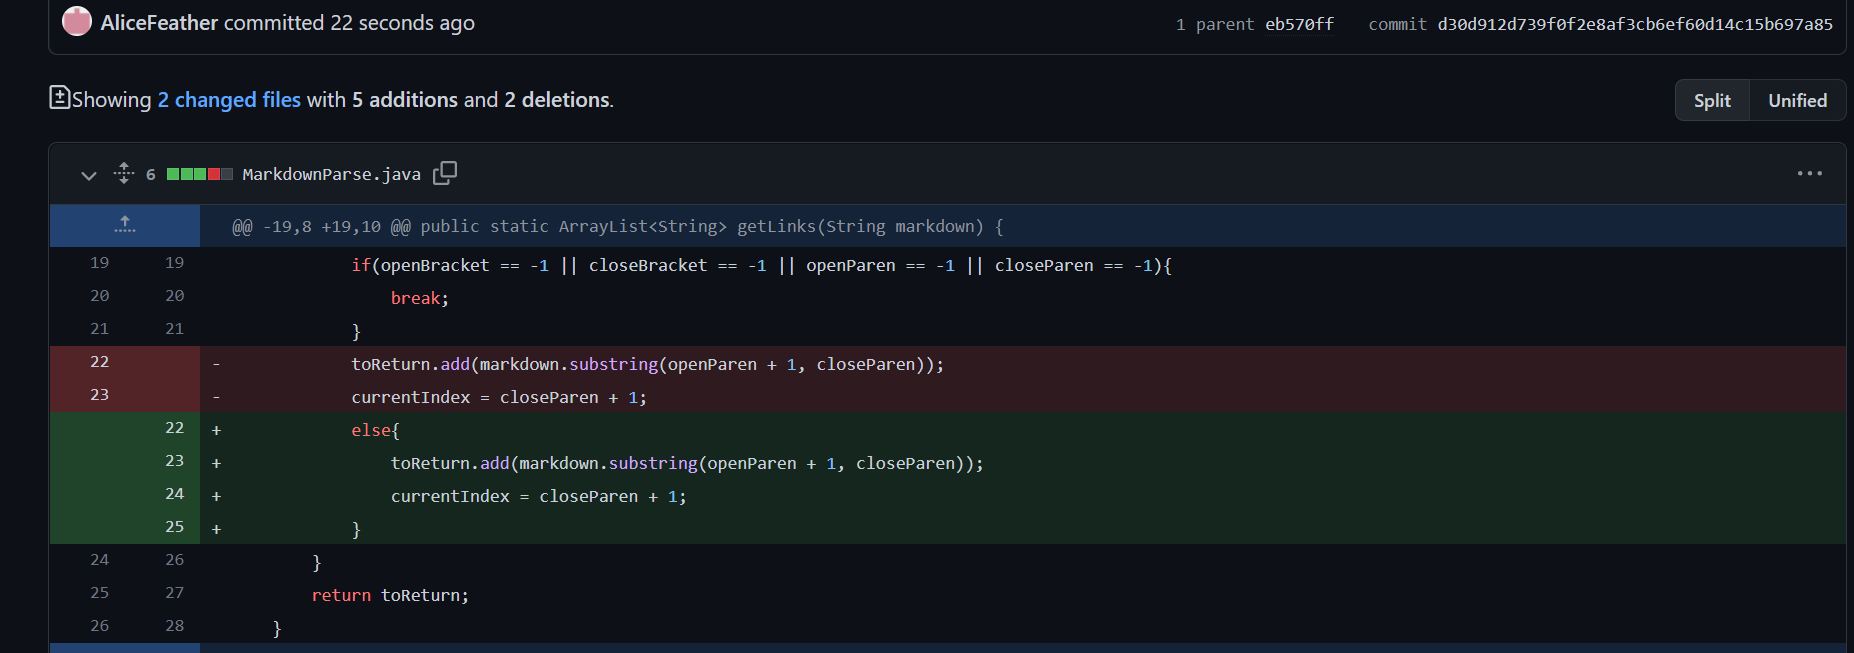 AliceFeather committed 22 seconds ago
1 parent eb570ff commit d30d912d739f0f2e8af3cb6ef60d14c15b697a85
Showing 2 changed files with 5 additions and 2 deletions.
Split Unified
6 MarkdownParse.java
@@ -19,8 +19,10 @@ public static ArrayList<String> getLinks(String markdown) {
19 19 if(openBracket == -1 || closeBracket == -1 || openParen == -1 || closeParen == -1){
20 20 break;
21 21 }
22 - toReturn.add(markdown.substring(openParen + 1, closeParen));
23 - currentIndex = closeParen + 1;
22 + else{
23 + toReturn.add(markdown.substring(openParen + 1, closeParen));
24 + currentIndex = closeParen + 1;
25 + }
24 26 }
25 27 return toReturn;
26 28 }